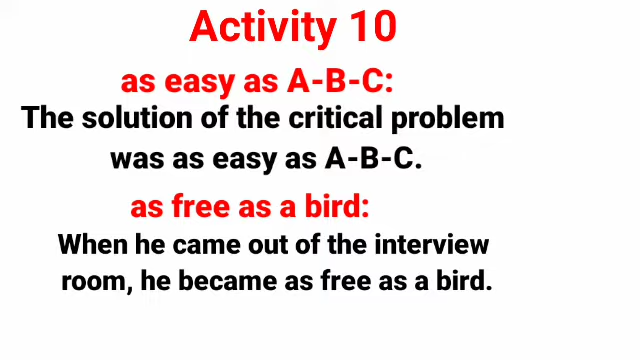 Activity 10
as easy as A-B-C:
The solution of the critical problem
was as easy as A-B-C.
as free as a bird:
When he came out of the interview
room, he became as free as a bird.